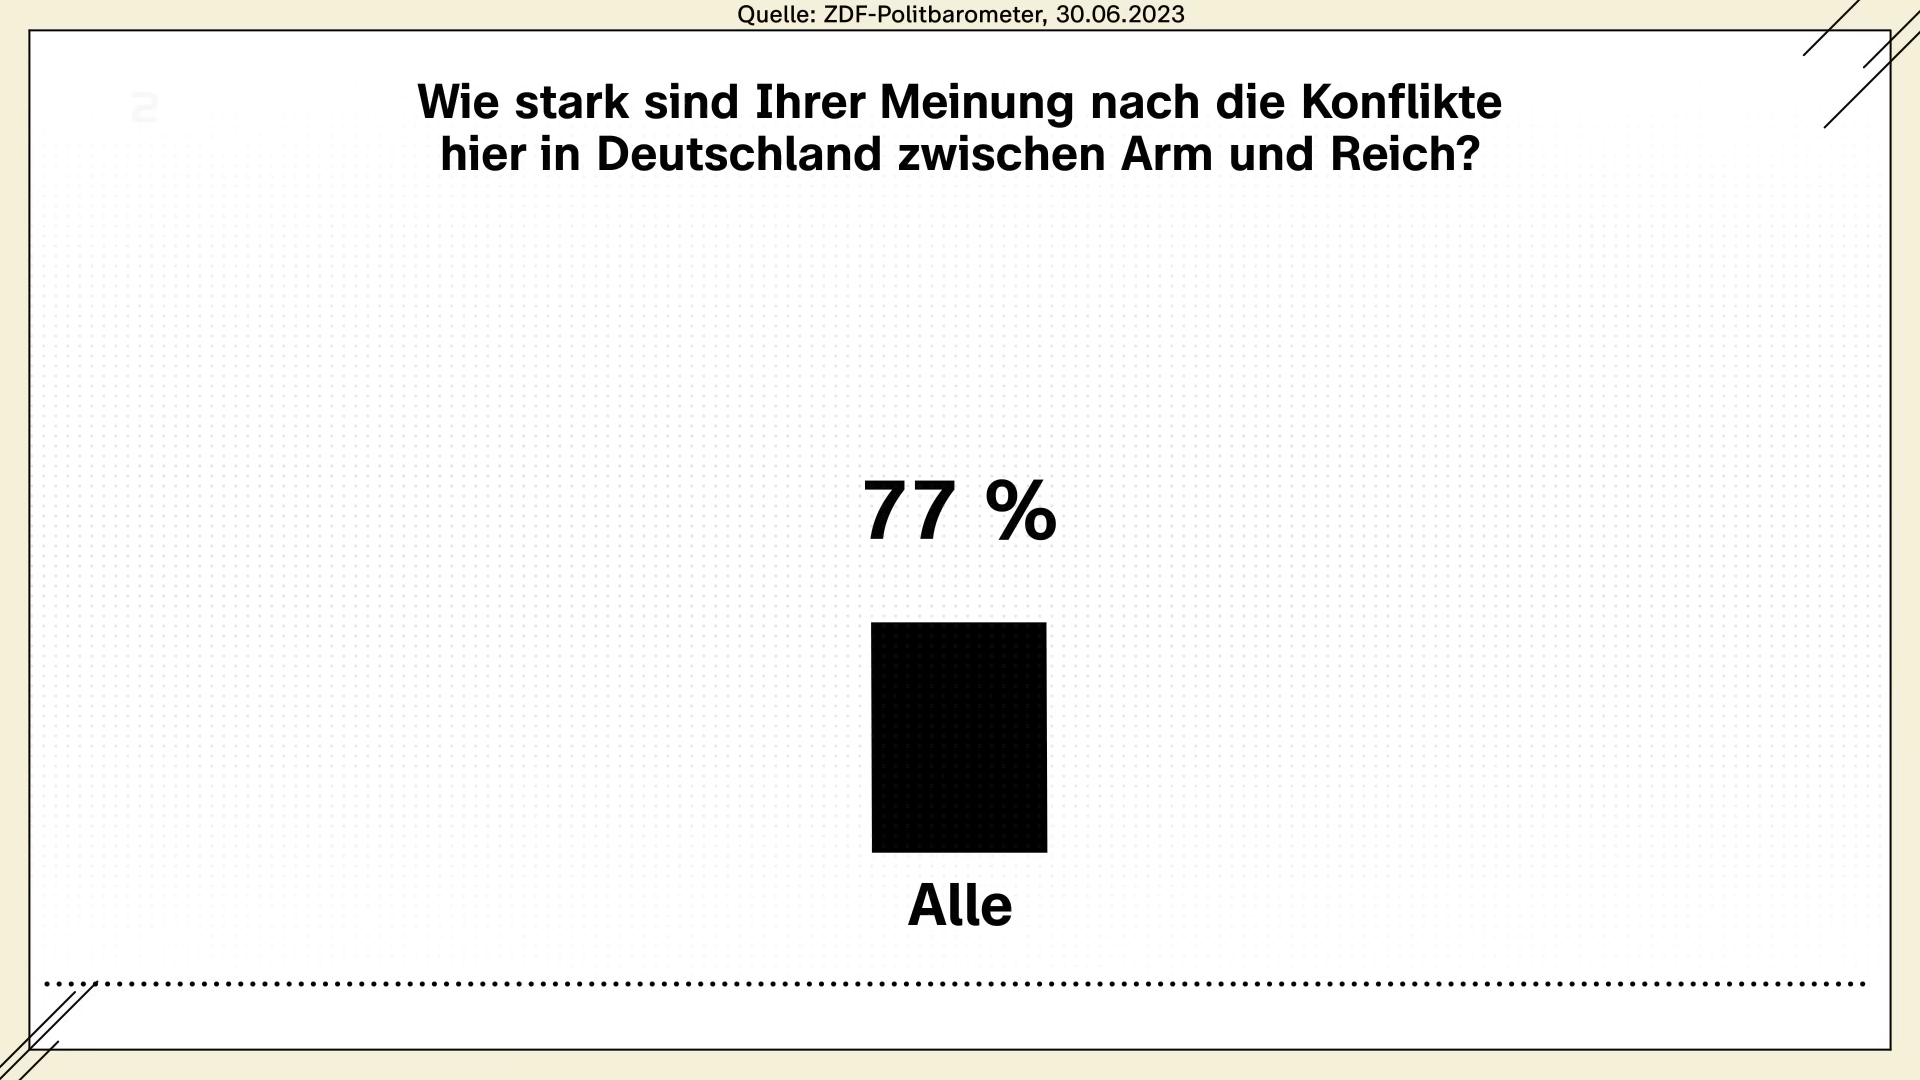 Quelle: ZDF-Politbarometer, 30.06.2023
Wie stark sind Ihrer Meinung nach die Konflikte
hier in Deutschland zwischen Arm und Reich?
77 %
Alle